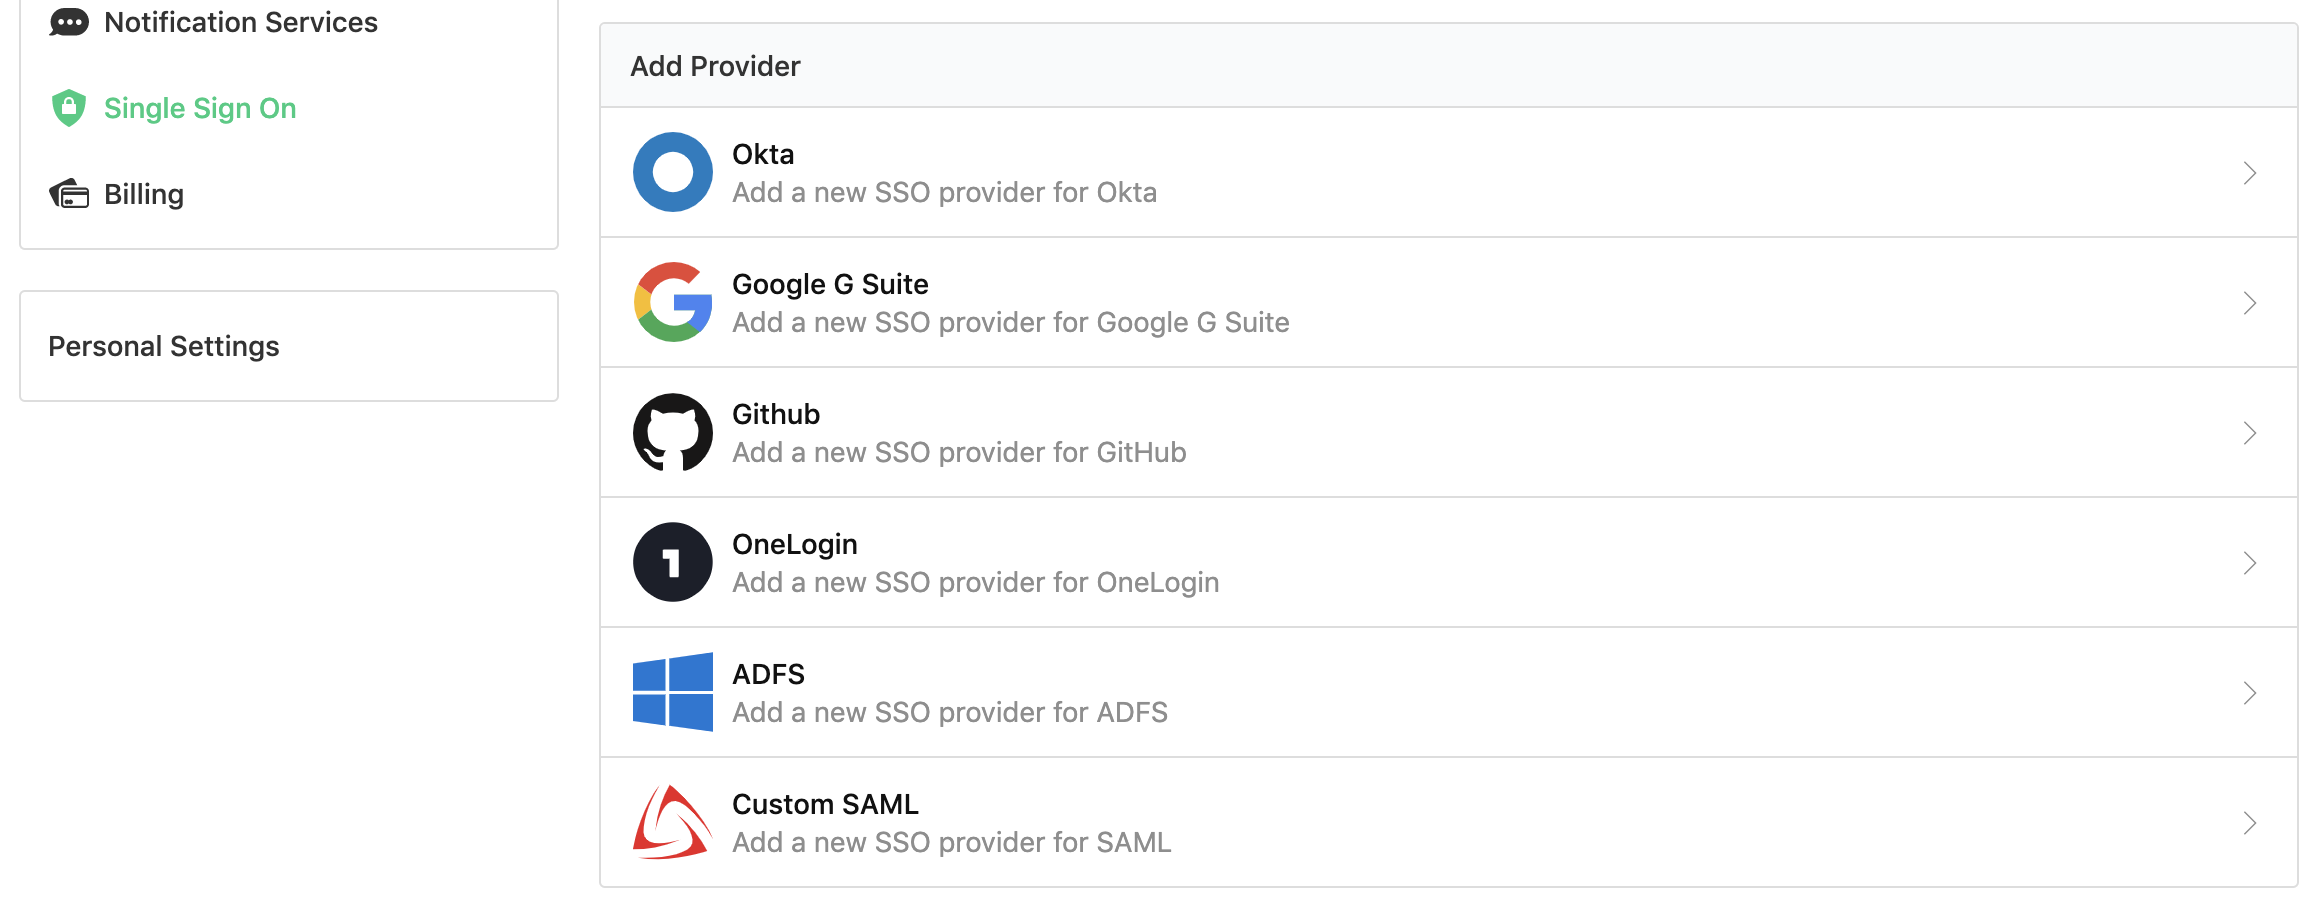 Notification Services
Single Sign On
Billing
Personal Settings
Add Provider
Okta
Add a new SSO provider for Okta
Google G Suite
Add a new SSO provider for Google G Suite
Github
Add a new SSO provider for GitHub
1
OneLogin
Add a new SSO provider for OneLogin
ADFS
Add a new SSO provider for ADFS
Custom SAML
Add a new SSO provider for SAML